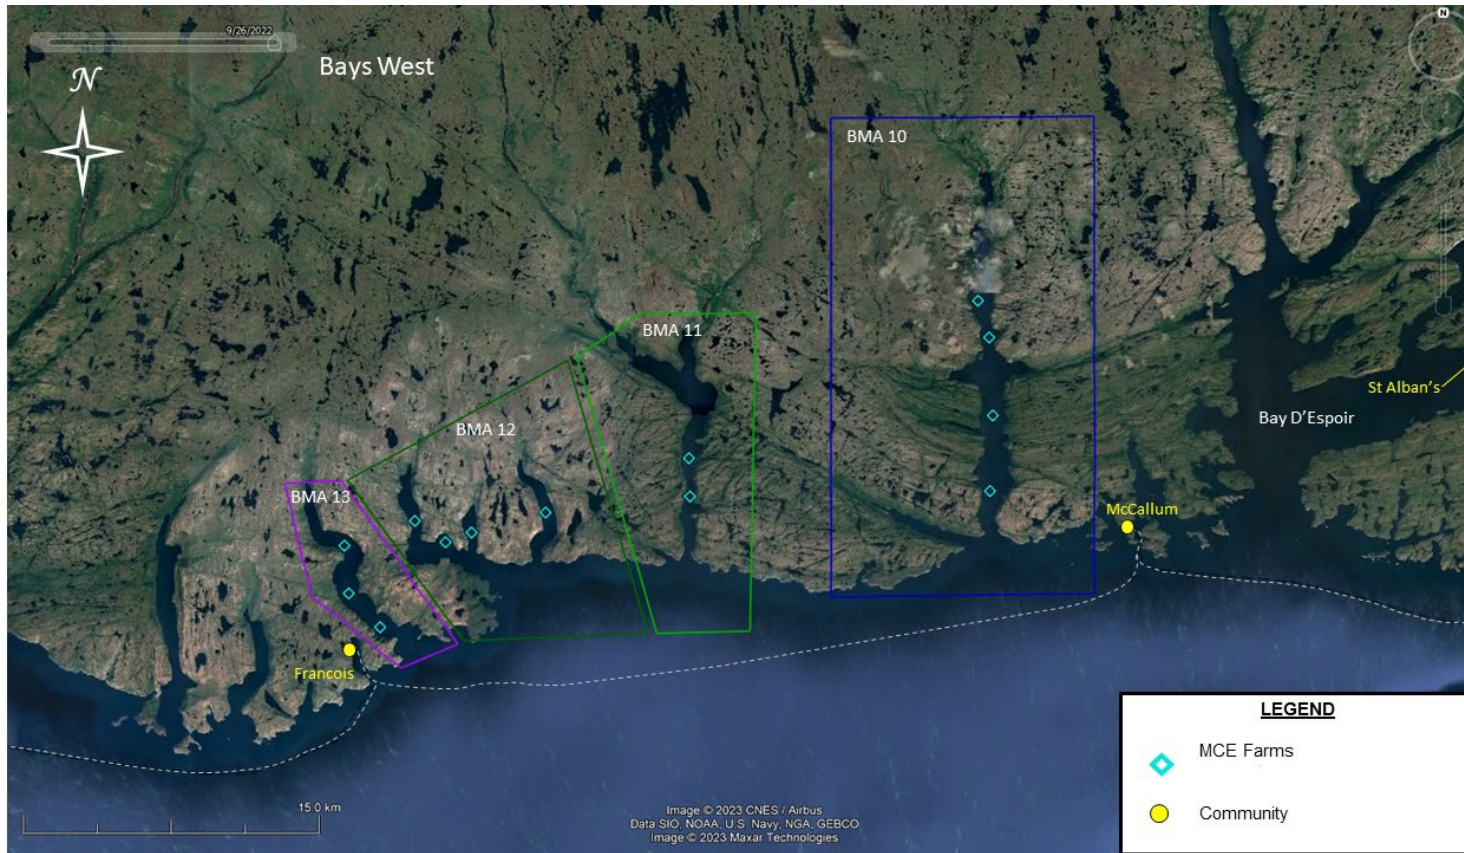 9/26/2022
Bays West
N
N
BMA 10
BMA 11
St Alban's
Bay D'Espoir
BMA 12
BMA 13
McCallum
Francois
LEGEND
MCE Farms
Community
15.0 km
Image © 2023 CNES / Airbus
Data SIO, NOAA, U.S. Navy, NGA, GEBCO
Image © 2023 Maxar Technologies